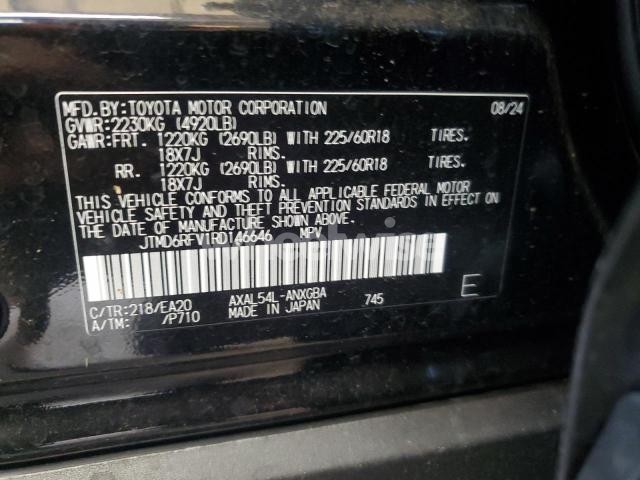 MFD.BY:TOYOTA MOTOR CORPORATION 08/24
GVWR:2230KG (4920LB)
GAWR:FRT. 1220KG (2690LB) WITH 225/60R18 TIRES.
18X7J RIMS.
RR. 1220KG (2690LB) WITH 225/60R18 TIRES.
18X7J RIMS.
THIS VEHICLE CONFORMS TO ALL APPLICABLE FEDERAL MOTOR
VEHICLE SAFETY AND THEFT PREVENTION STANDARDS IN EFFECT ON
THE DATE OF MANUFACTURE SHOWN ABOVE.
JTMD6RFV1RD146646 MPV
C/TR:218/EA20 AXAL54L-ANXGBA 745 E
A/TM: /P710 MADE IN JAPAN